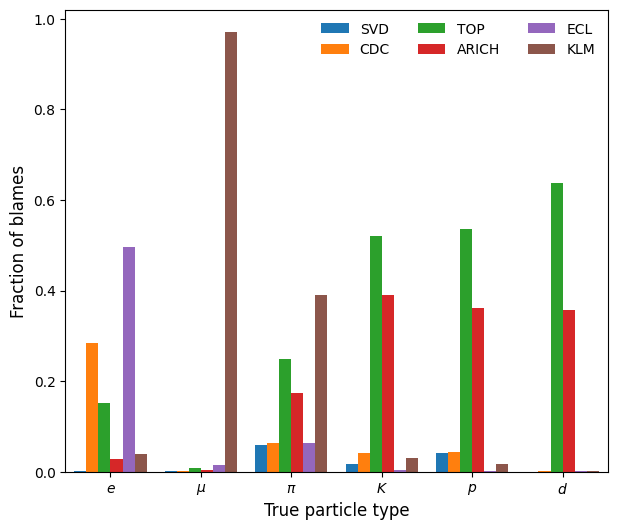 1.0
0.8
0.6
0.4
0.2
0.0
Fraction of blames
SVD
CDC
TOP
ARICH
ECL
KLM
e
μ
π
K
p
d
True particle type